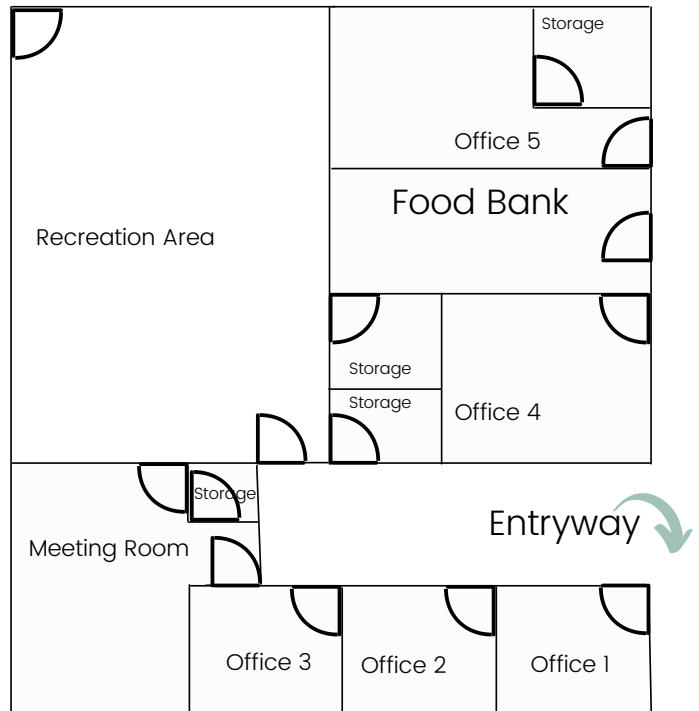 Storage
Office 5
Food Bank
Recreation Area
Storage
Storage
Office 4
Storage
Entryway
Meeting Room
Office 3
Office 2
Office 1